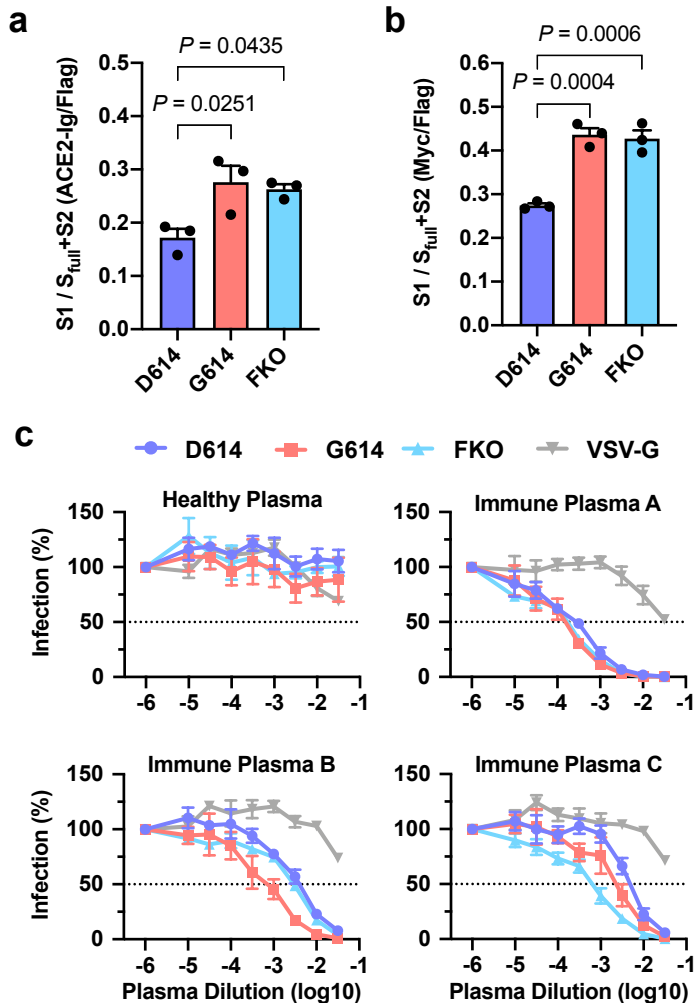 a
P = 0.0435
P = 0.0251
S1 / Sfull+S2 (ACE2-Ig/Flag)
0.5
0.4
0.3
0.2
0.1
0.0
D614
G614
FKO
b
P = 0.0006
P = 0.0004
S1 / Sfull+S2 (Myc/Flag)
0.6
0.5
0.4
0.3
0.2
0.1
0.0
D614
G614
FKO
c
D614 G614 FKO VSV-G
Healthy Plasma
Infection (%)
150
100
50
0
-6 -5 -4 -3 -2 -1
Immune Plasma A
150
100
50
0
-6 -5 -4 -3 -2 -1
Immune Plasma B
Infection (%)
150
100
50
0
-6 -5 -4 -3 -2 -1
Plasma Dilution (log10)
Immune Plasma C
150
100
50
0
-6 -5 -4 -3 -2 -1
Plasma Dilution (log10)